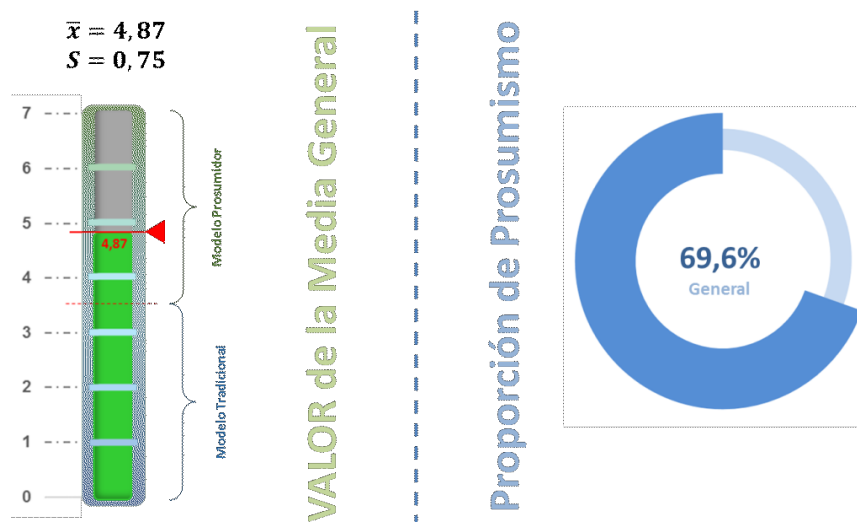 x̅ = 4,87
S = 0,75
7
6
5
4,87
4
3
2
1
0
Modelo Prosumidor
Modelo Tradicional
VALOR de la Media General
Proporción de Prosumismo
69,6%
General